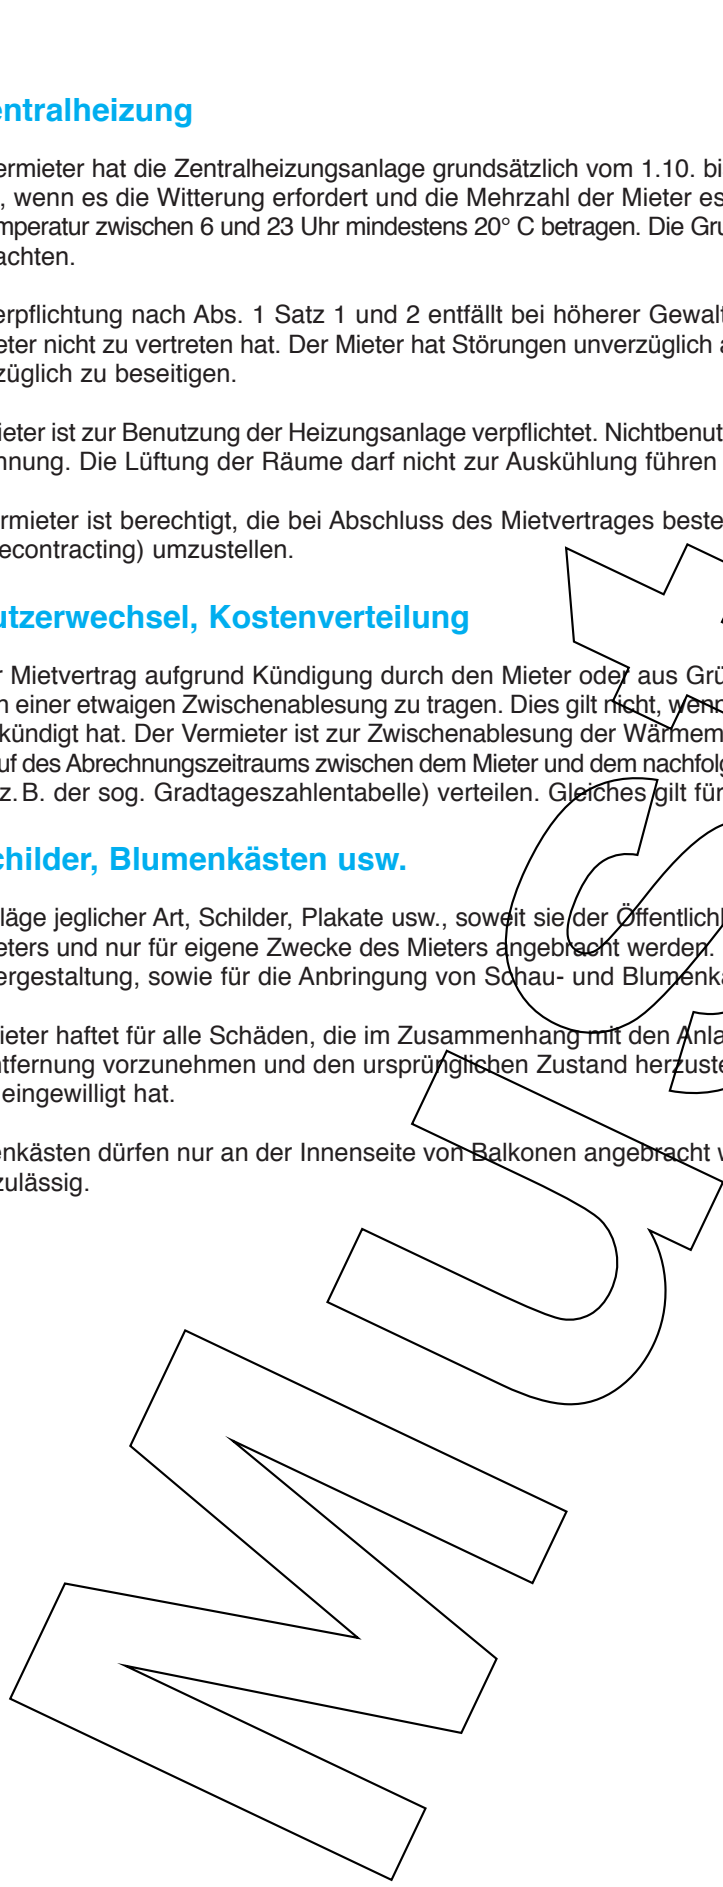 entralheizung
ermieter hat die Zentralheizungsanlage grundsätzlich vom 1.10. bi
, wenn es die Witterung erfordert und die Mehrzahl der Mieter es
mperatur zwischen 6 und 23 Uhr mindestens 20° C betragen. Die Gru
achten.
erpflichtung nach Abs. 1 Satz 1 und 2 entfällt bei höherer Gewalt
eter nicht zu vertreten hat. Der Mieter hat Störungen unverzüglich a
züglich zu beseitigen.
ieter ist zur Benutzung der Heizungsanlage verpflichtet. Nichtbenut
hnung. Die Lüftung der Räume darf nicht zur Auskühlung führen
rmieter ist berechtigt, die bei Abschluss des Mietvertrages beste
econtracting) umzustellen.
utzerwechsel, Kostenverteilung
r Mietvertrag aufgrund Kündigung durch den Mieter oder aus Grü
n einer etwaigen Zwischenablesung zu tragen. Dies gilt nicht, wenn
kündigt hat. Der Vermieter ist zur Zwischenablesung der Wärmem
uf des Abrechnungszeitraums zwischen dem Mieter und dem nachfolg
z. B. der sog. Gradtageszahlentabelle) verteilen. Gleiches gilt für
childer, Blumenkästen usw.
läge jeglicher Art, Schilder, Plakate usw., soweit sie der Öffentlichk
eters und nur für eigene Zwecke des Mieters angebracht werden.
ergestaltung, sowie für die Anbringung von Schau- und Blumenka
ieter haftet für alle Schäden, die im Zusammenhang mit den Anla
ntfernung vorzunehmen und den ursprünglichen Zustand herzuste
eingewilligt hat.
enkästen dürfen nur an der Innenseite von Balkonen angebracht w
zulässig.
Must